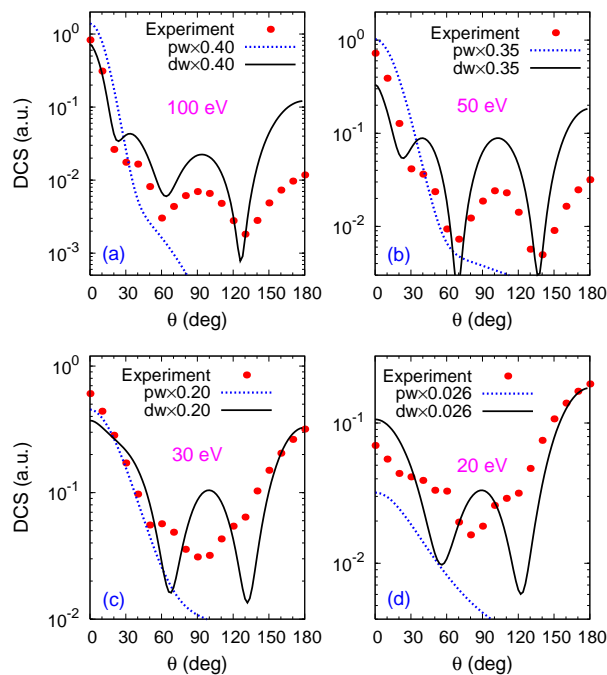 10^0
10^-1
10^-2
10^-3
DCS (a.u.)
Experiment
pw×0.40
dw×0.40
100 eV
(a)
0 30 60 90 120 150 180
θ (deg)
10^0
10^-1
10^-2
Experiment
pw×0.35
dw×0.35
50 eV
(b)
0 30 60 90 120 150 180
θ (deg)
10^0
10^-1
10^-2
DCS (a.u.)
Experiment
pw×0.20
dw×0.20
30 eV
(c)
0 30 60 90 120 150 180
θ (deg)
10^-1
10^-2
Experiment
pw×0.026
dw×0.026
20 eV
(d)
0 30 60 90 120 150 180
θ (deg)